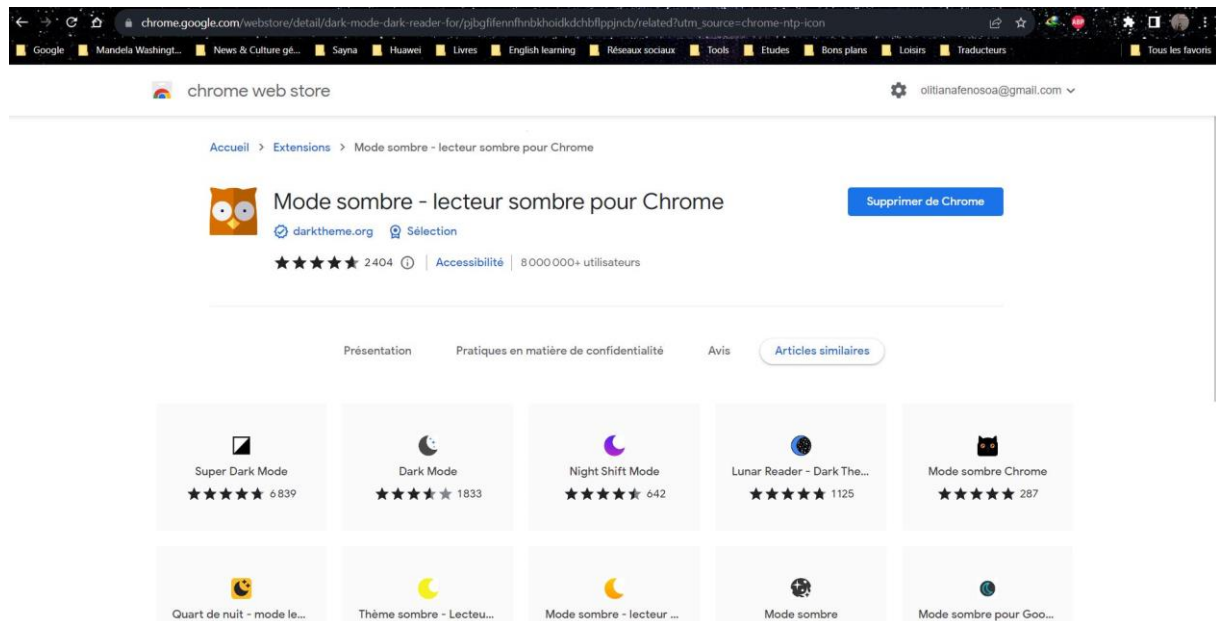 chrome.google.com/webstore/detail/dark-mode-dark-reader-for/pjbgfifennfhnbkhoidkdchbflppjncb/related?utm_source=chrome-ntp-icon
Google Mandela Washingt... News & Culture gé... Sayna Huawei Livres English learning Réseaux sociaux Tools Etudes Bons plans Loisirs Traducteurs Tous les favoris
chrome web store olitianafenosoa@gmail.com
Accueil > Extensions > Mode sombre - lecteur sombre pour Chrome
Mode sombre - lecteur sombre pour Chrome Supprimer de Chrome
darktheme.org Sélection
2 404 Accessibilité 8 000 000+ utilisateurs
Présentation Pratiques en matière de confidentialité Avis Articles similaires
Super Dark Mode Dark Mode Night Shift Mode Lunar Reader - Dark The... Mode sombre Chrome
6 839 1833 642 1125 287
Quart de nuit - mode le... Thème sombre - Lecteu... Mode sombre - lecteur ... Mode sombre Mode sombre pour Goo...